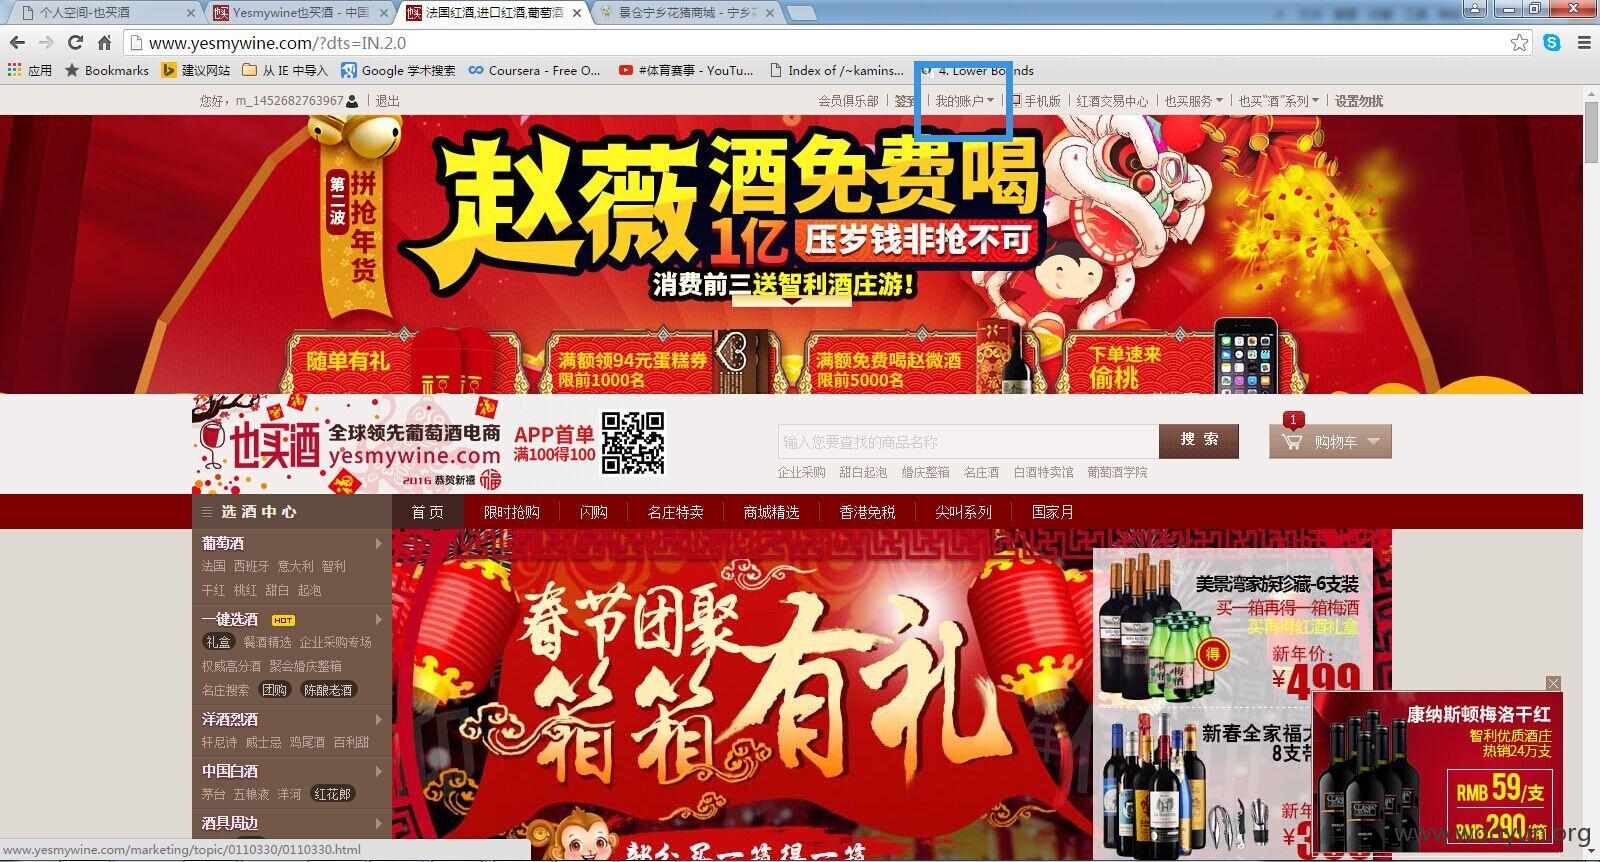 个人空间-也买酒
Yesmywine也买酒 - 中国
法国红酒,进口红酒,葡萄酒
景仓宁乡花猪商城 - 宁乡
www.yesmywine.com/?dts=IN.2.0
应用 Bookmarks 建议网站 从 IE 中导入 Google 学术搜索 Coursera - Free O... #体育赛事 - YouTu... Index of /~kamins... 4. Lower Bounds
您好，m_1452682763967 退出
会员俱乐部 签到 我的账户 手机版 红酒交易中心 也买服务 也买“酒”系列 设置勿扰
第二波
拼抢年货
赵薇酒免费喝
1亿 压岁钱非抢不可
消费前三送智利酒庄游！
随单有礼
满额领94元蛋糕券
限前1000名
满额免费喝赵微酒
限前5000名
下单速来
偷桃
也买酒
全球领先葡萄酒电商
yesmywine.com
2016 恭贺新禧
APP首单
满100得100
输入您要查找的商品名称
搜 索
1
购物车
企业采购 甜白起泡 婚庆整箱 名庄酒 白酒特卖馆 葡萄酒学院
选酒中心
首 页 限时抢购 闪购 名庄特卖 商城精选 香港免税 尖叫系列 国家月
葡萄酒
法国 西班牙 意大利 智利
干红 桃红 甜白 起泡
一键选酒 HOT
礼盒 餐酒精选 企业采购专场
权威高分酒 聚会婚庆整箱
名庄搜索 团购 陈酿老酒
洋酒烈酒
轩尼诗 威士忌 鸡尾酒 百利甜
中国白酒
茅台 五粮液 洋河 红花郎
酒具周边
春节团聚
箱箱有礼
美景湾家族珍藏-6支装
买一箱再得一箱梅酒
买再得红酒礼盒
得
新年价：
¥499
新春全家福
8支
康纳斯顿梅洛干红
智利优质酒庄
热销24万支
RMB 59/支
RMB 290/箱
www.yesmywine.com/marketing/topic/0110330/0110330.html
www.wooyun.org